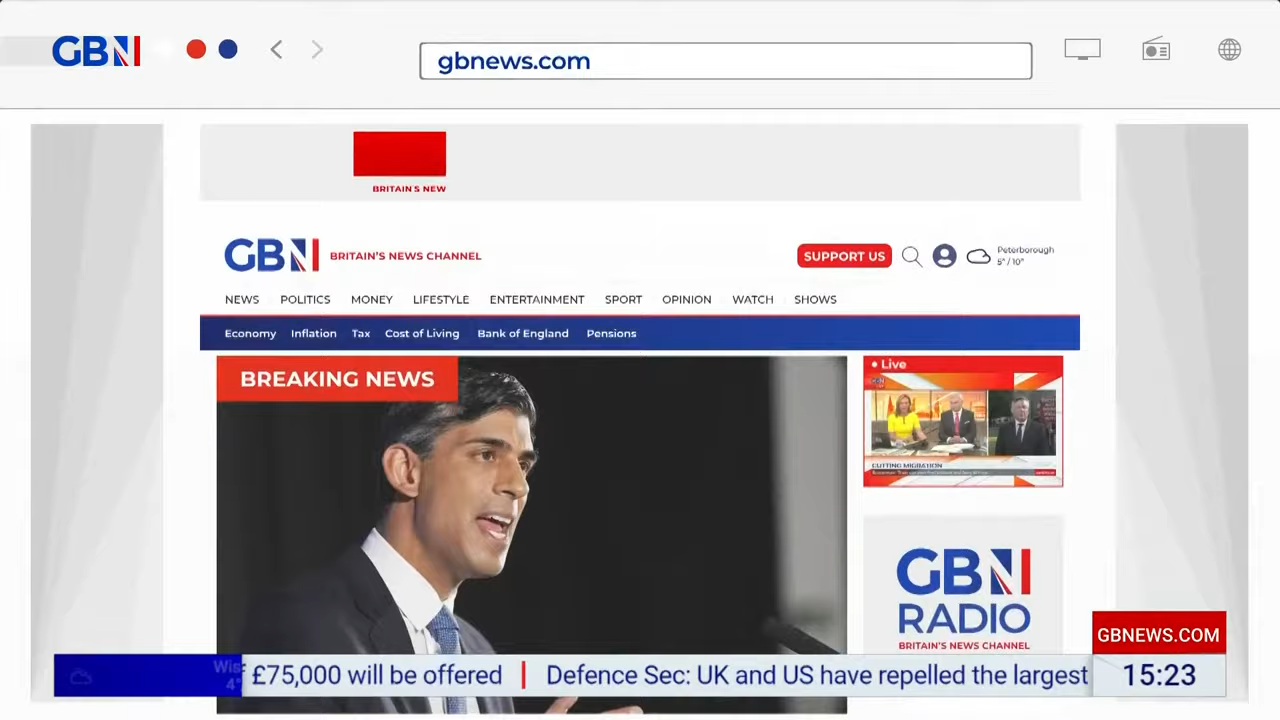 GBN
gbnews.com
BRITAIN'S NEW
GBN BRITAIN'S NEWS CHANNEL
SUPPORT US
Peterborough
5°/10°
NEWS POLITICS MONEY LIFESTYLE ENTERTAINMENT SPORT OPINION WATCH SHOWS
Economy Inflation Tax Cost of Living Bank of England Pensions
BREAKING NEWS
Live
GBN
CUTTING MIGRATION
GBN
RADIO
BRITAIN'S NEWS CHANNEL
GBNEWS.COM
Wis
4°
£75,000 will be offered | Defence Sec: UK and US have repelled the largest
15:23